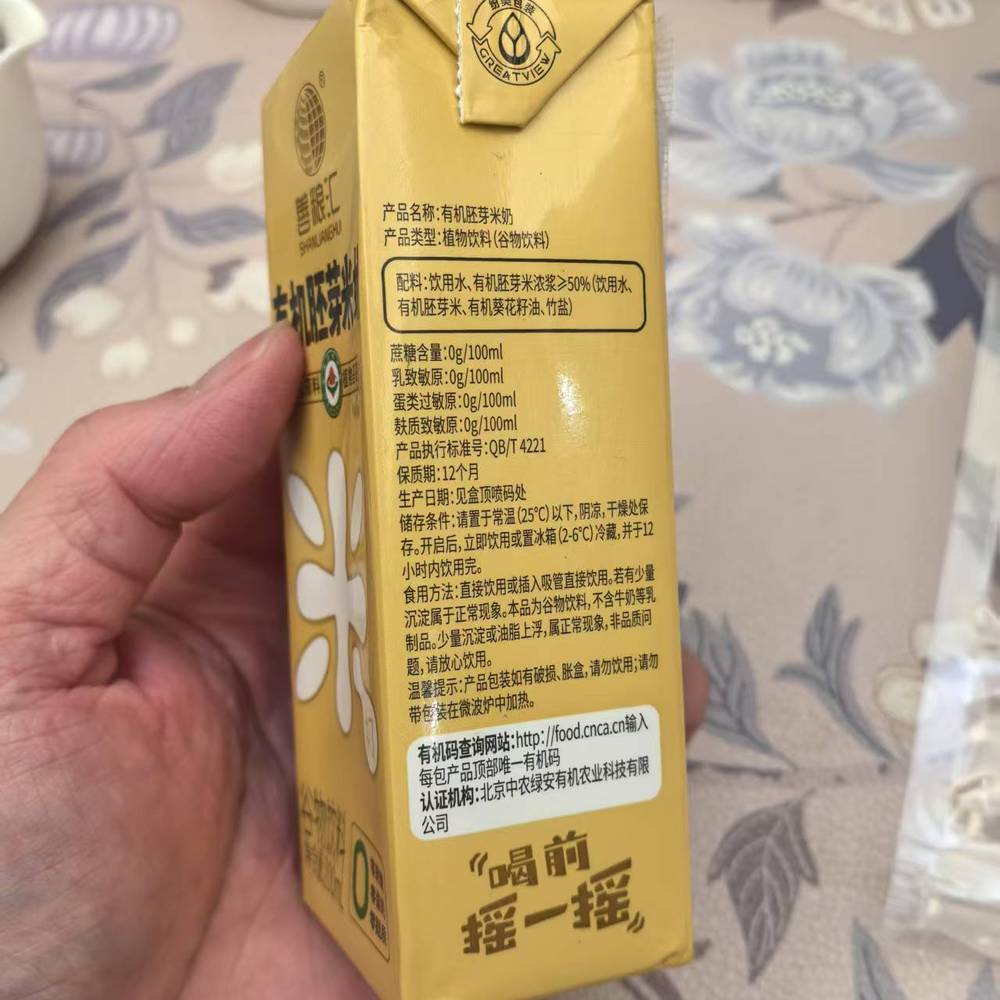 纷美包装
GREATVIEW
®
善粮汇
SHANLIANGHUI
有机胚芽米奶
产品名称:有机胚芽米奶
产品类型:植物饮料(谷物饮料)
配料:饮用水、有机胚芽米浓浆≥50%(饮用水、
有机胚芽米、有机葵花籽油、竹盐)
蔗糖含量:0g/100ml
乳致敏原:0g/100ml
蛋类过敏原:0g/100ml
麸质致敏原:0g/100ml
产品执行标准号:QB/T 4221
保质期:12个月
生产日期:见盒顶喷码处
储存条件:请置于常温(25℃)以下,阴凉,干燥处保
存。开启后,立即饮用或置冰箱(2-6℃)冷藏,并于12
小时内饮用完。
食用方法:直接饮用或插入吸管直接饮用。若有少量
沉淀属于正常现象。本品为谷物饮料,不含牛奶等乳
制品。少量沉淀或油脂上浮,属正常现象,非品质问
题,请放心饮用。
温馨提示:产品包装如有破损、胀盒,请勿饮用;请勿
带包装在微波炉中加热。
有机码查询网站:http://food.cnca.cn输入
每包产品顶部唯一有机码
认证机构:北京中农绿安有机农业科技有限
公司
谷物饮料
0
喝前
摇一摇